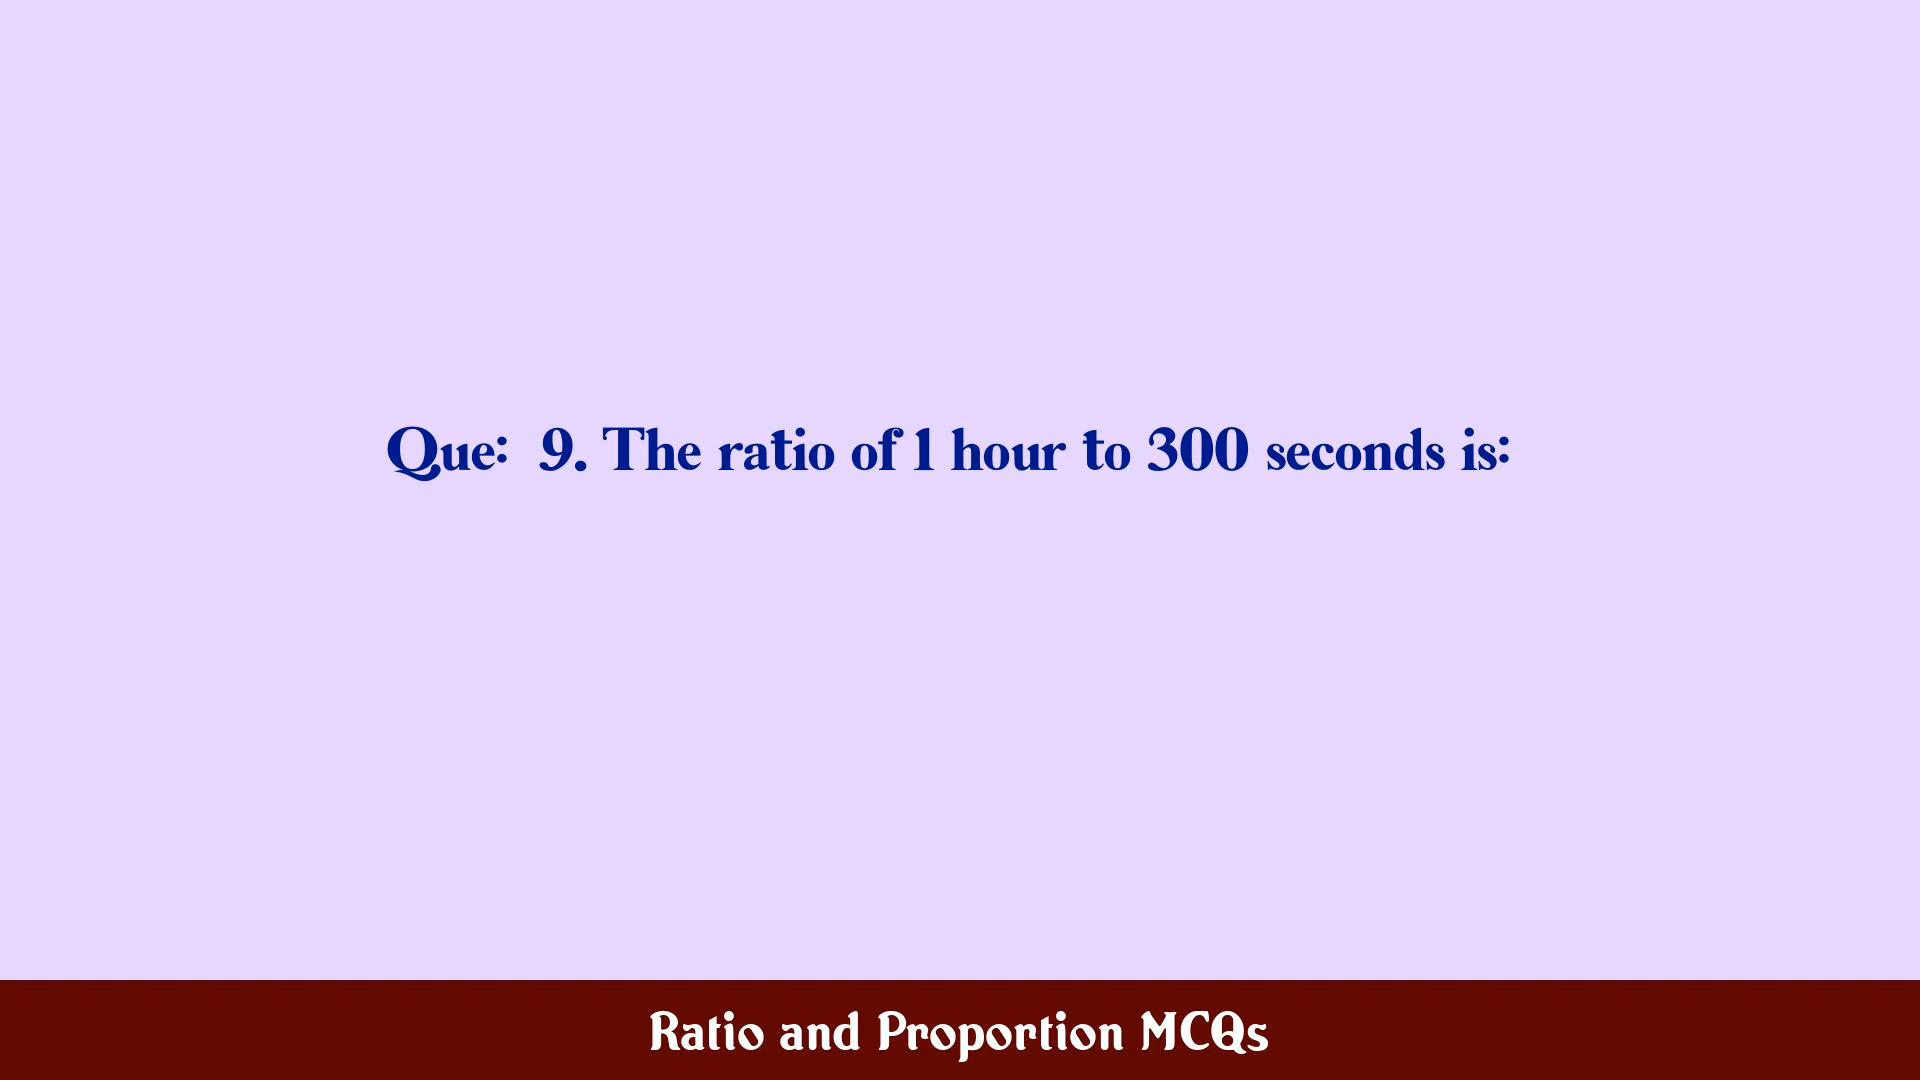 Que:  9. The ratio of 1 hour to 300 seconds is:
Ratio and Proportion MCQs